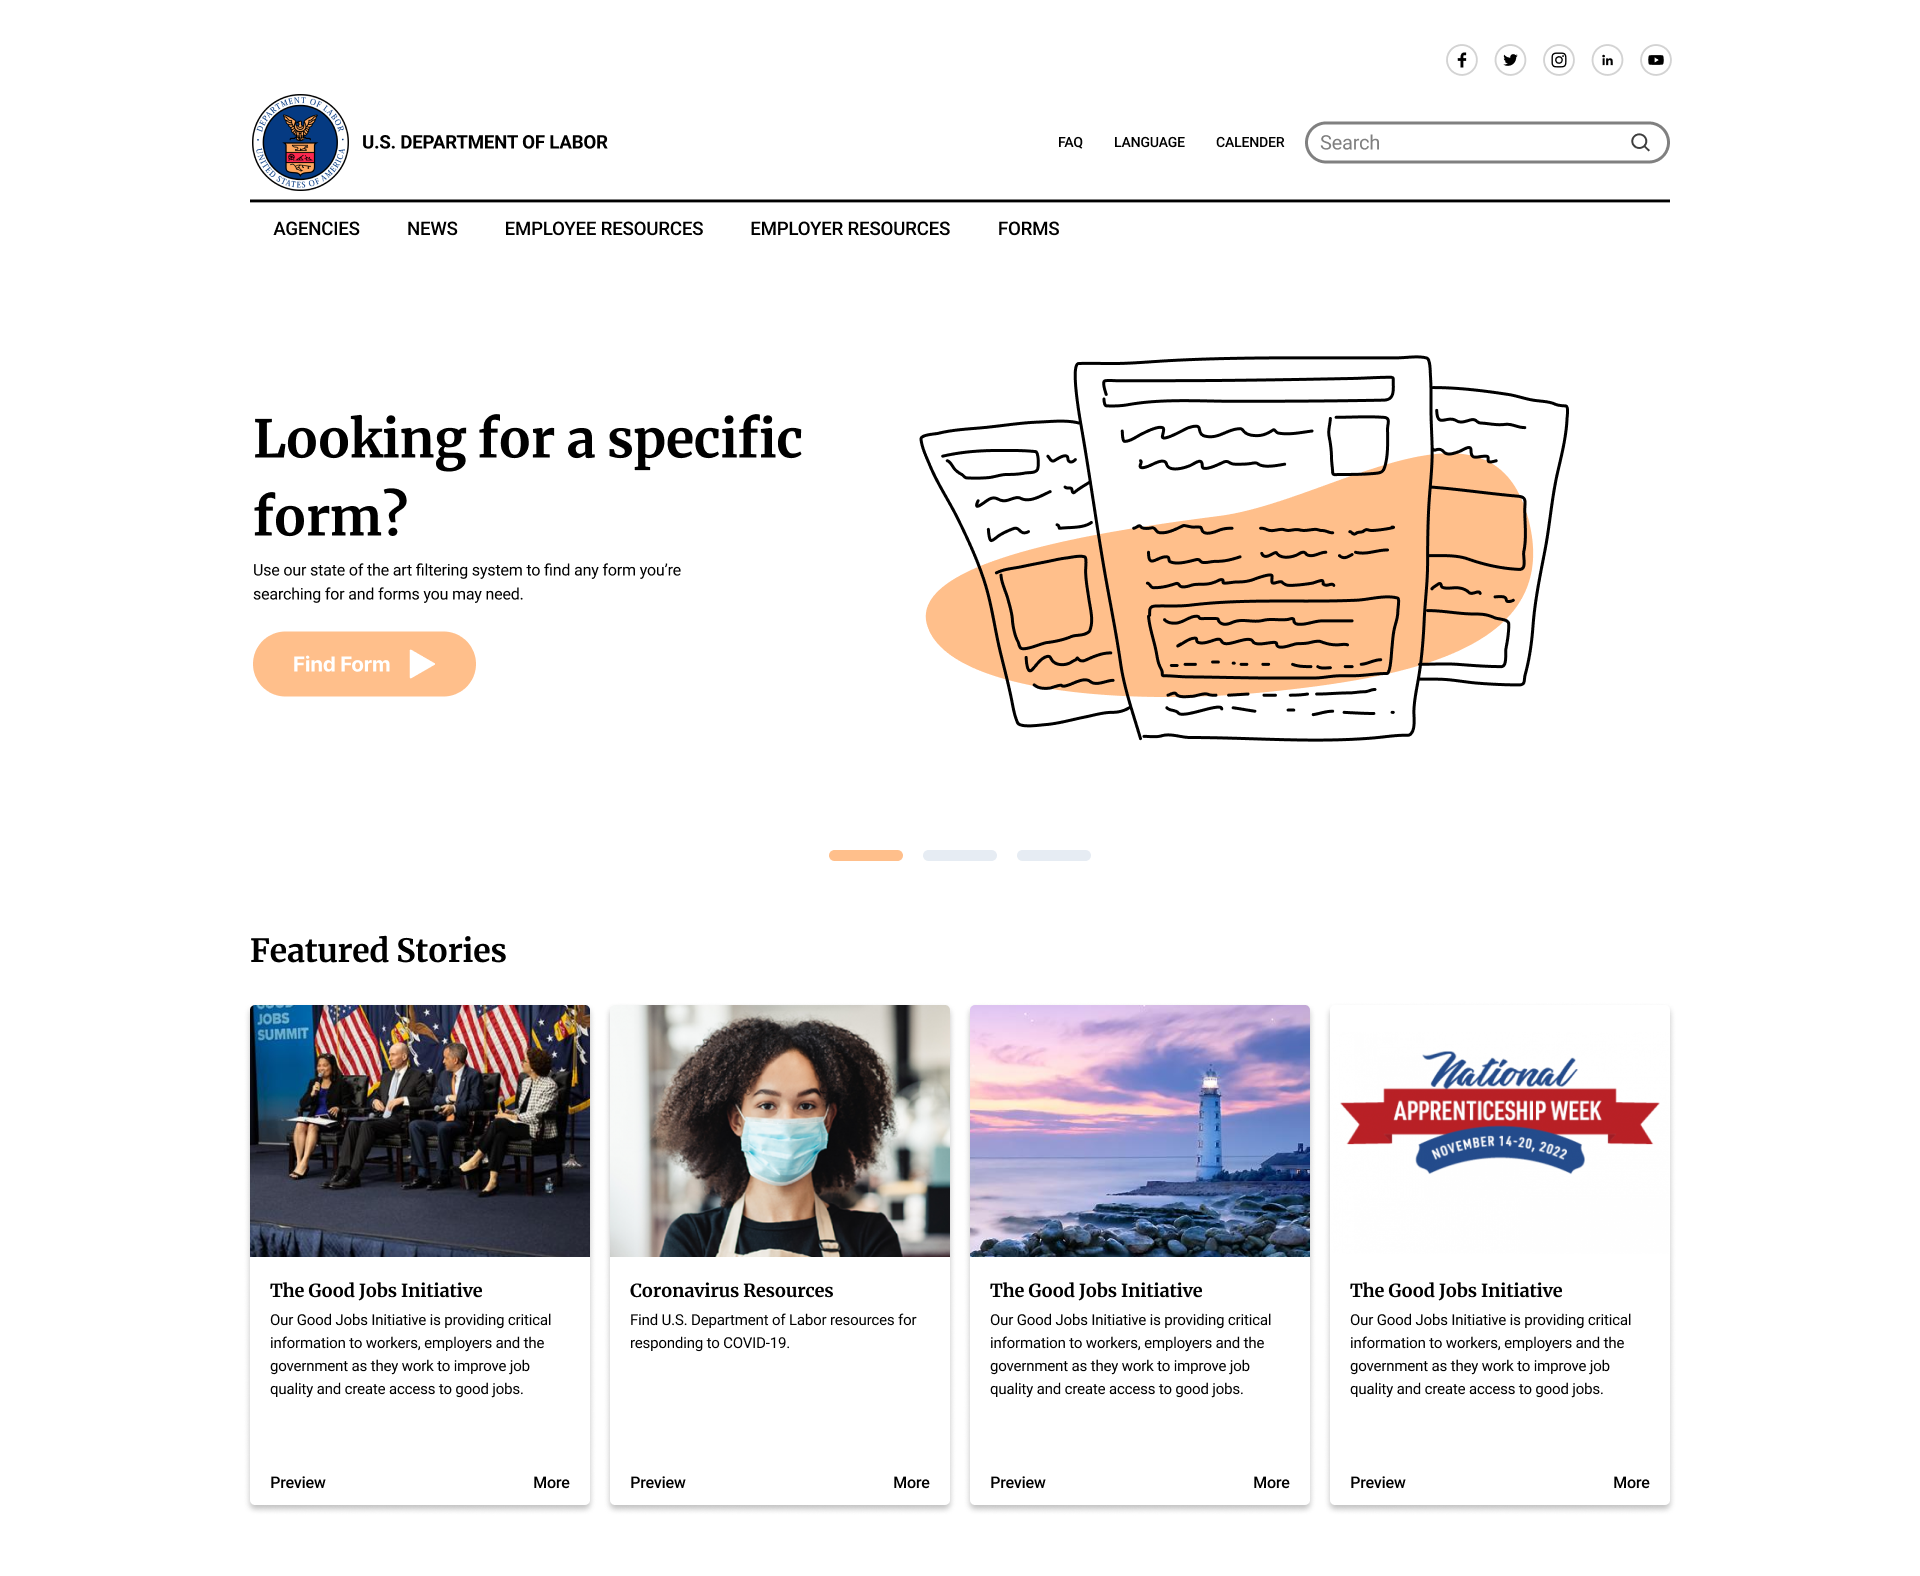 DEPARTMENT OF LABOR
UNITED STATES OF AMERICA
U.S. DEPARTMENT OF LABOR
FAQ
LANGUAGE
CALENDER
Search
AGENCIES
NEWS
EMPLOYEE RESOURCES
EMPLOYER RESOURCES
FORMS
Looking for a specific
form?
Use our state of the art filtering system to find any form you’re
searching for and forms you may need.
Find Form
Featured Stories
GOOD
JOBS
SUMMIT
The Good Jobs Initiative
Our Good Jobs Initiative is providing critical
information to workers, employers and the
government as they work to improve job
quality and create access to good jobs.
Preview
More
Coronavirus Resources
Find U.S. Department of Labor resources for
responding to COVID-19.
Preview
More
The Good Jobs Initiative
Our Good Jobs Initiative is providing critical
information to workers, employers and the
government as they work to improve job
quality and create access to good jobs.
Preview
More
National
APPRENTICESHIP WEEK
NOVEMBER 14-20, 2022
The Good Jobs Initiative
Our Good Jobs Initiative is providing critical
information to workers, employers and the
government as they work to improve job
quality and create access to good jobs.
Preview
More